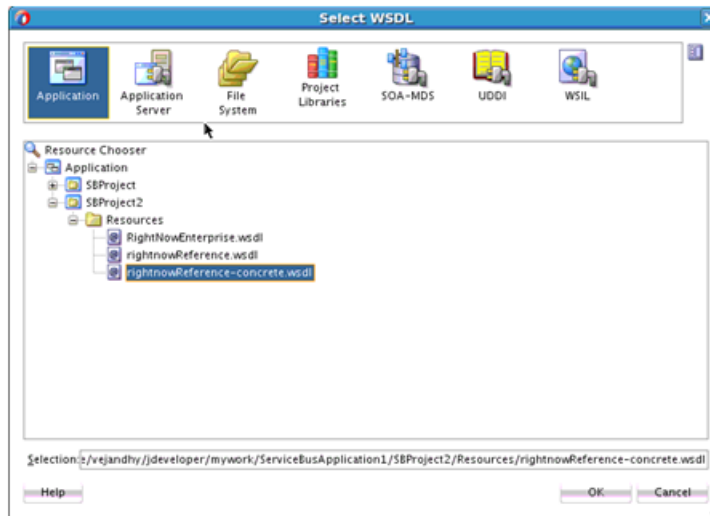 Select WSDL
Application
Application Server
File System
Project Libraries
SOA-MDS
UDDI
WSIL
Resource Chooser
Application
SBProject
SBProject2
Resources
RightNowEnterprise.wsdl
rightnowReference.wsdl
rightnowReference-concrete.wsdl
Selection: e/vejandhy/jdeveloper/mywork/ServiceBusApplication1/SBProject2/Resources/rightnowReference-concrete.wsdl
Help
OK
Cancel